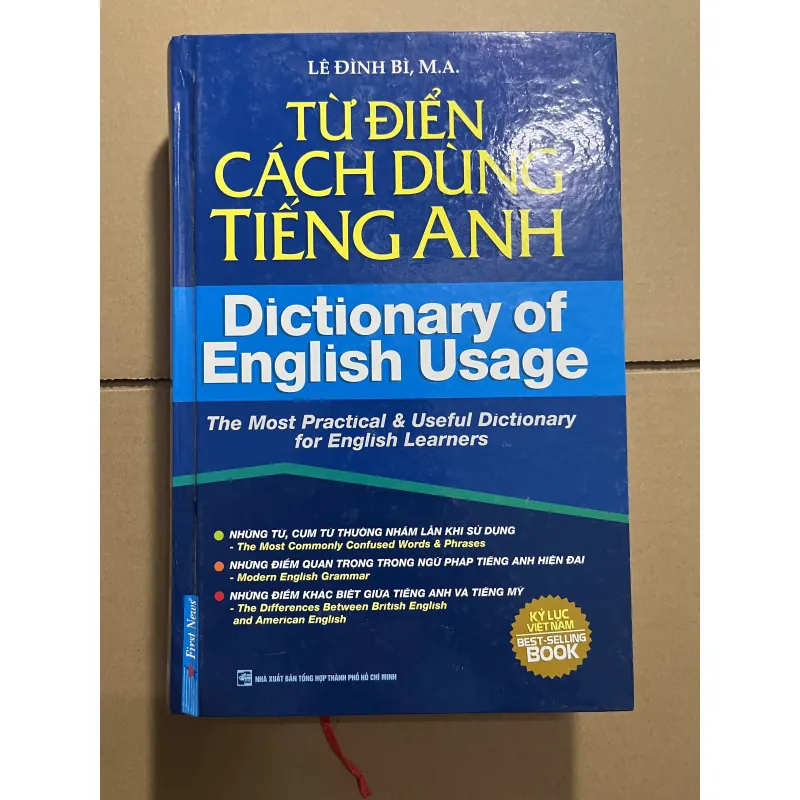 LÊ ĐÌNH BÌ, M.A.
TỪ ĐIỂN
CÁCH DÙNG
TIẾNG ANH
Dictionary of
English Usage
The Most Practical & Useful Dictionary
for English Learners
NHỮNG TỪ, CỤM TỪ THƯỜNG NHẦM LẪN KHI SỬ DỤNG
- The Most Commonly Confused Words & Phrases
NHỮNG ĐIỂM QUAN TRỌNG TRONG NGỮ PHÁP TIẾNG ANH HIỆN ĐẠI
- Modern English Grammar
NHỮNG ĐIỂM KHÁC BIỆT GIỮA TIẾNG ANH VÀ TIẾNG MỸ
- The Differences Between British English
and American English
KỶ LỤC
VIỆT NAM
BEST-SELLING
BOOK
First News
NHÀ XUẤT BẢN TỔNG HỢP THÀNH PHỐ HỒ CHÍ MINH